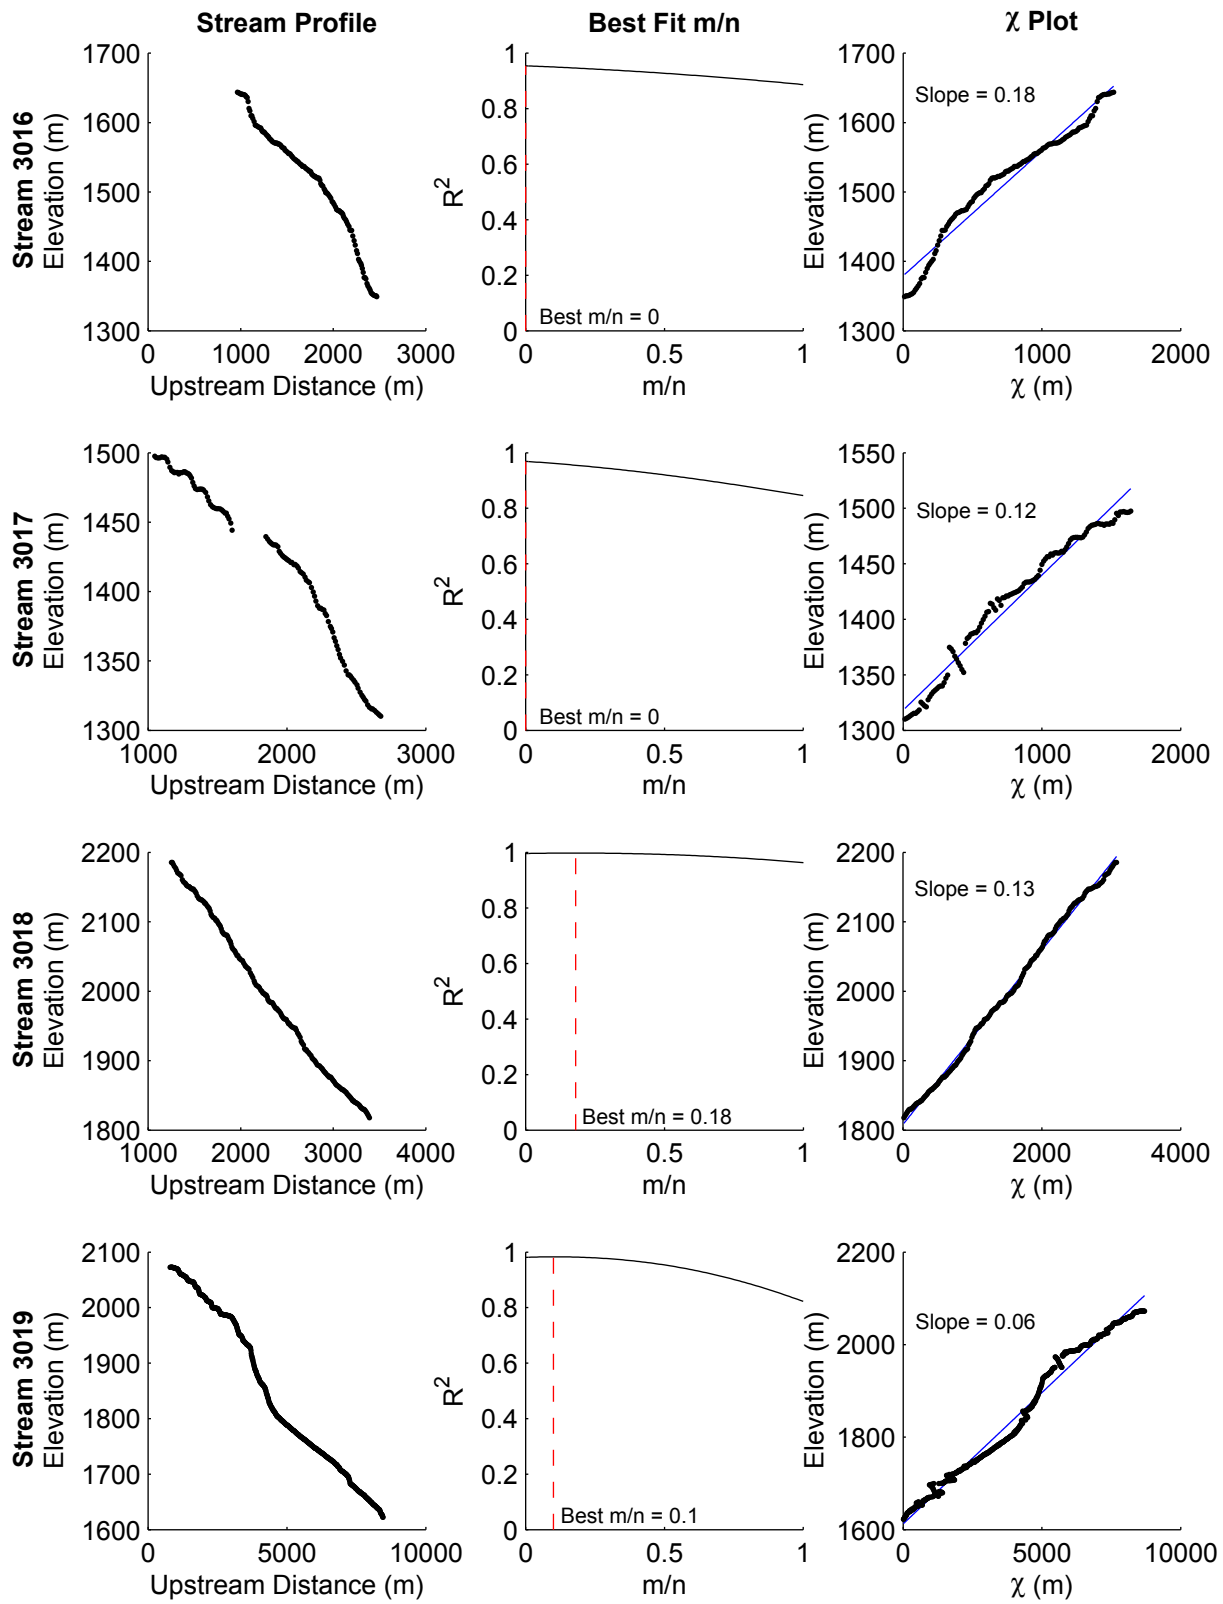 Stream Profile
Best Fit m/n
χ Plot
Stream 3016
Elevation (m)
1700
1600
1500
1400
1300
0 1000 2000 3000
Upstream Distance (m)
R²
1
0.8
0.6
0.4
0.2
0
Best m/n = 0
0 0.5 1
m/n
Elevation (m)
1700
1600
1500
1400
1300
Slope = 0.18
0 1000 2000
χ (m)
Stream 3017
Elevation (m)
1500
1450
1400
1350
1300
1000 2000 3000
Upstream Distance (m)
R²
1
0.8
0.6
0.4
0.2
0
Best m/n = 0
0 0.5 1
m/n
Elevation (m)
1550
1500
1450
1400
1350
1300
Slope = 0.12
0 1000 2000
χ (m)
Stream 3018
Elevation (m)
2200
2100
2000
1900
1800
1000 2000 3000 4000
Upstream Distance (m)
R²
1
0.8
0.6
0.4
0.2
0
Best m/n = 0.18
0 0.5 1
m/n
Elevation (m)
2200
2100
2000
1900
1800
Slope = 0.13
0 2000 4000
χ (m)
Stream 3019
Elevation (m)
2100
2000
1900
1800
1700
1600
0 5000 10000
Upstream Distance (m)
R²
1
0.8
0.6
0.4
0.2
0
Best m/n = 0.1
0 0.5 1
m/n
Elevation (m)
2200
2000
1800
1600
Slope = 0.06
0 5000 10000
χ (m)